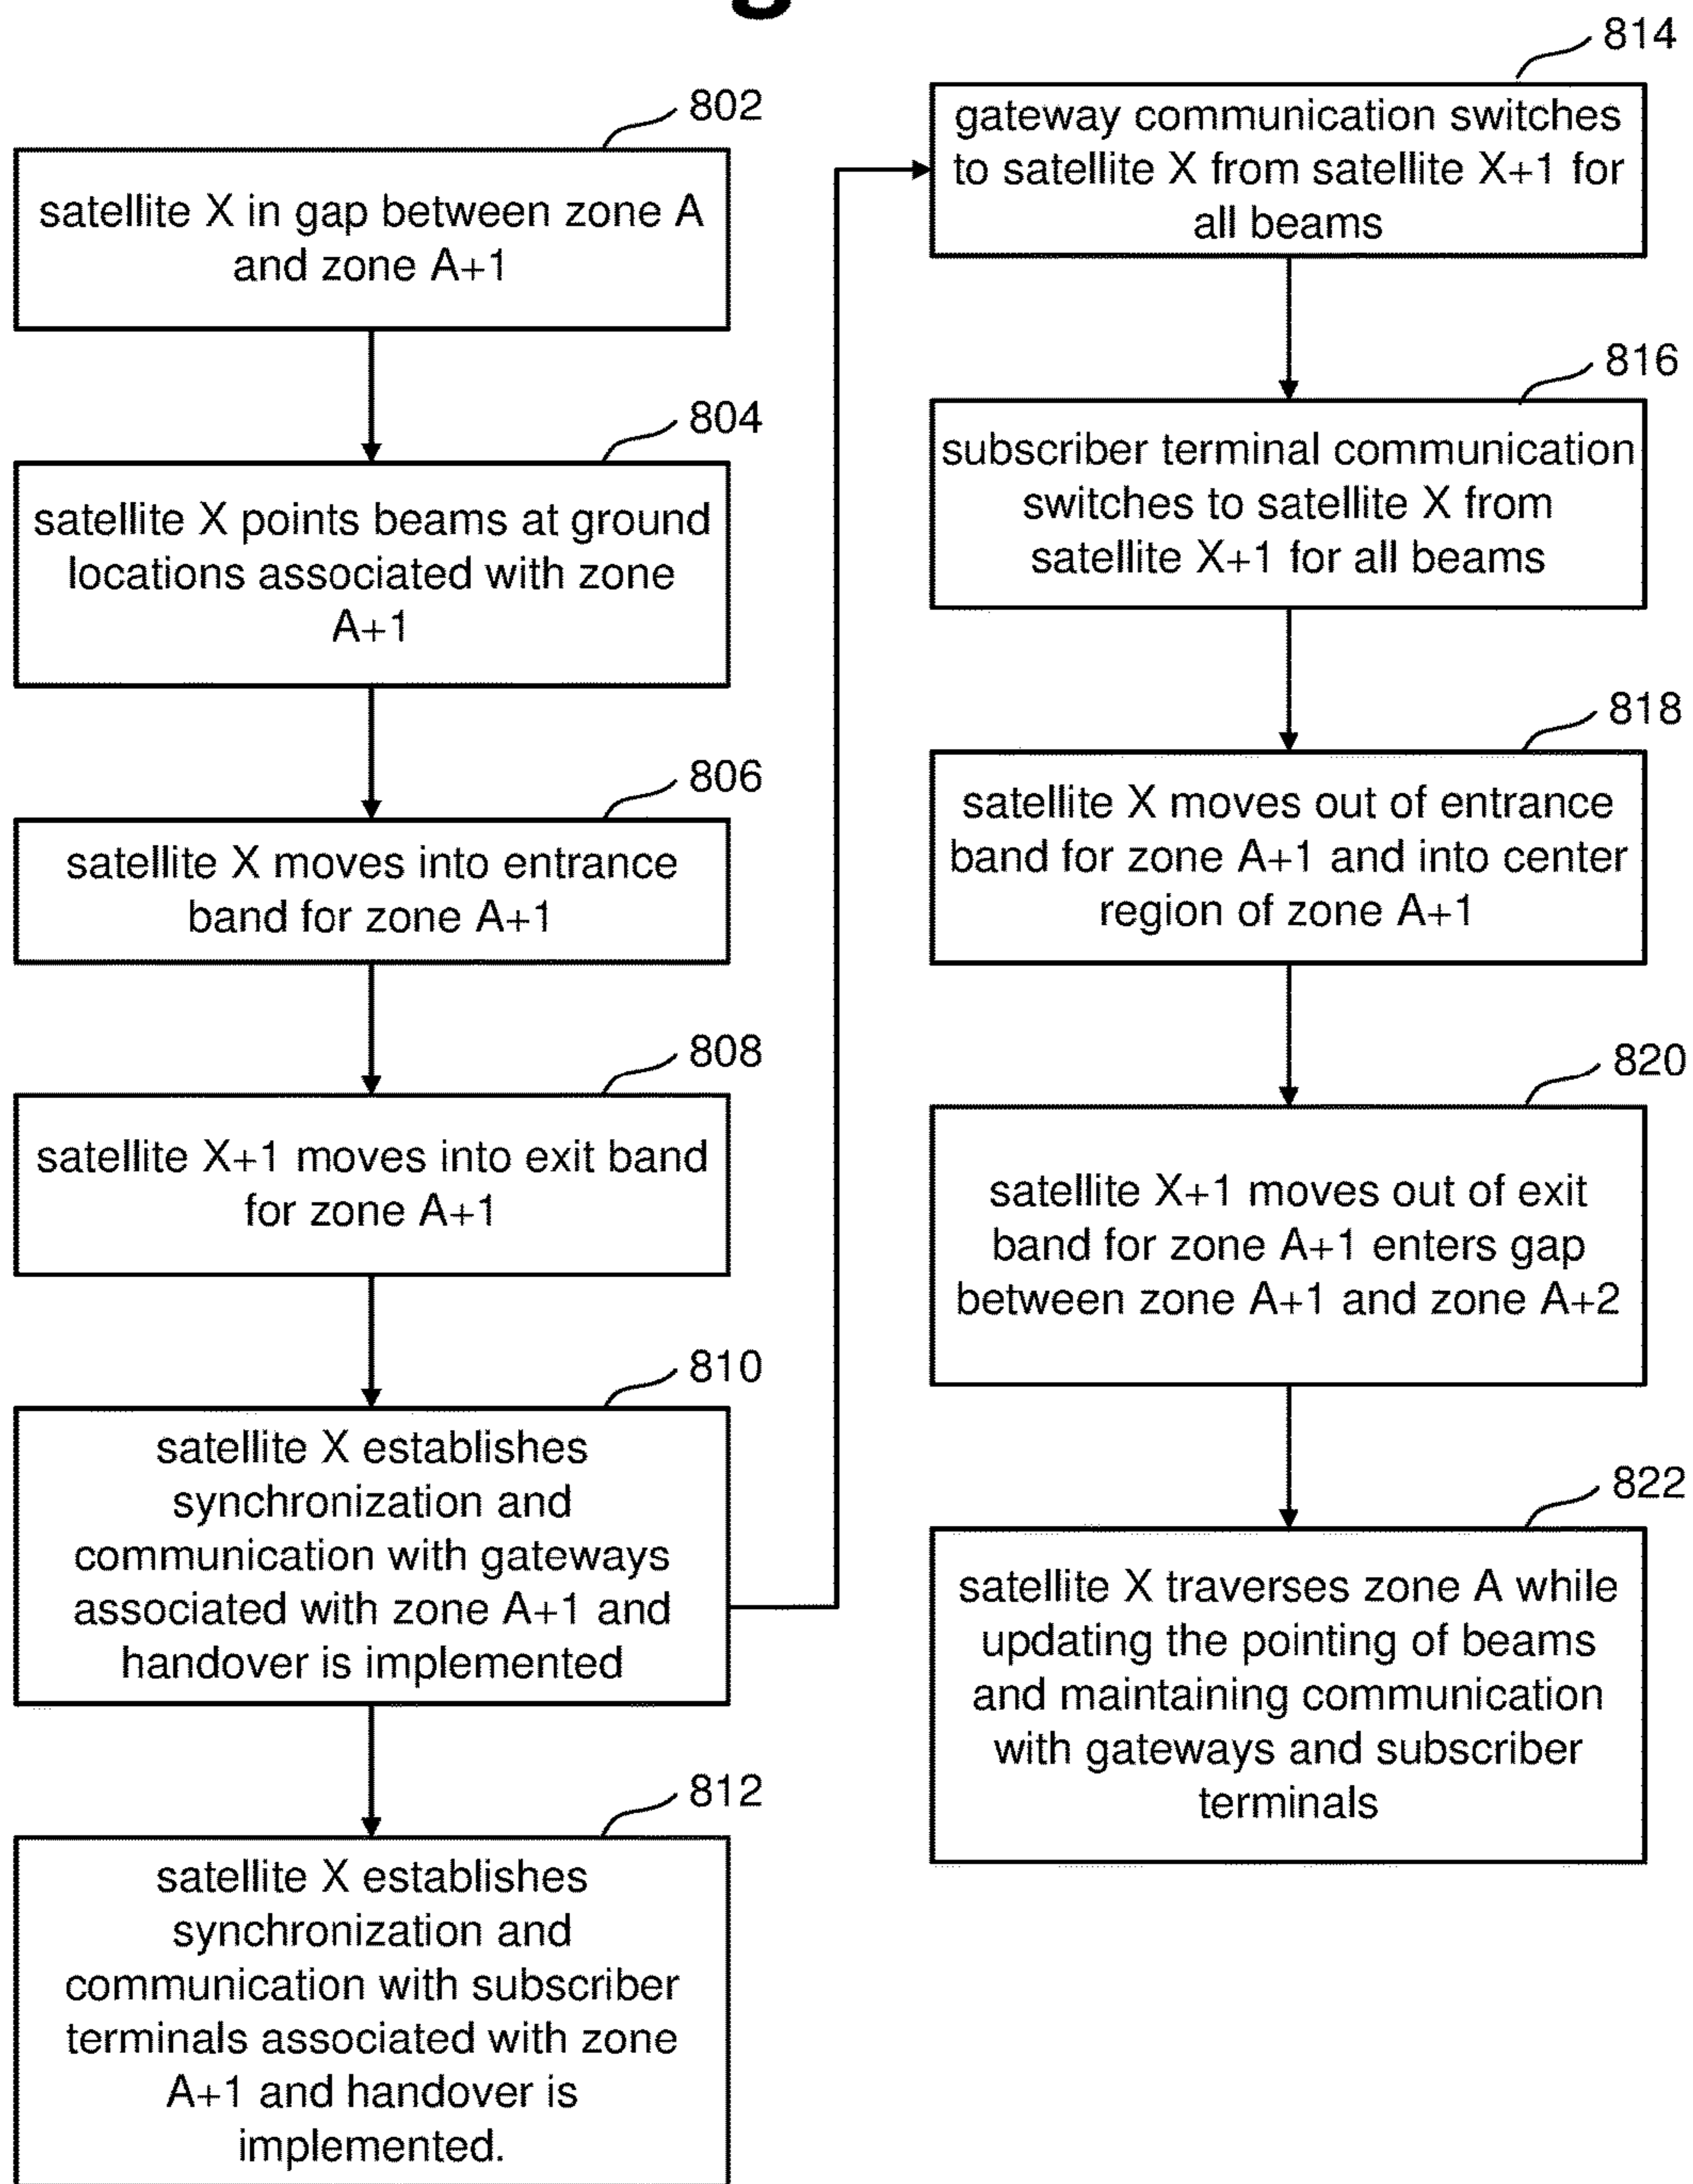 802
satellite X in gap between zone A
and zone A+1
804
satellite X points beams at ground
locations associated with zone
A+1
806
satellite X moves into entrance
band for zone A+1
808
satellite X+1 moves into exit band
for zone A+1
810
satellite X establishes
synchronization and
communication with gateways
associated with zone A+1 and
handover is implemented
812
satellite X establishes
synchronization and
communication with subscriber
terminals associated with zone
A+1 and handover is
implemented.
814
gateway communication switches
to satellite X from satellite X+1 for
all beams
816
subscriber terminal communication
switches to satellite X from
satellite X+1 for all beams
818
satellite X moves out of entrance
band for zone A+1 and into center
region of zone A+1
820
satellite X+1 moves out of exit
band for zone A+1 enters gap
between zone A+1 and zone A+2
822
satellite X traverses zone A while
updating the pointing of beams
and maintaining communication
with gateways and subscriber
terminals